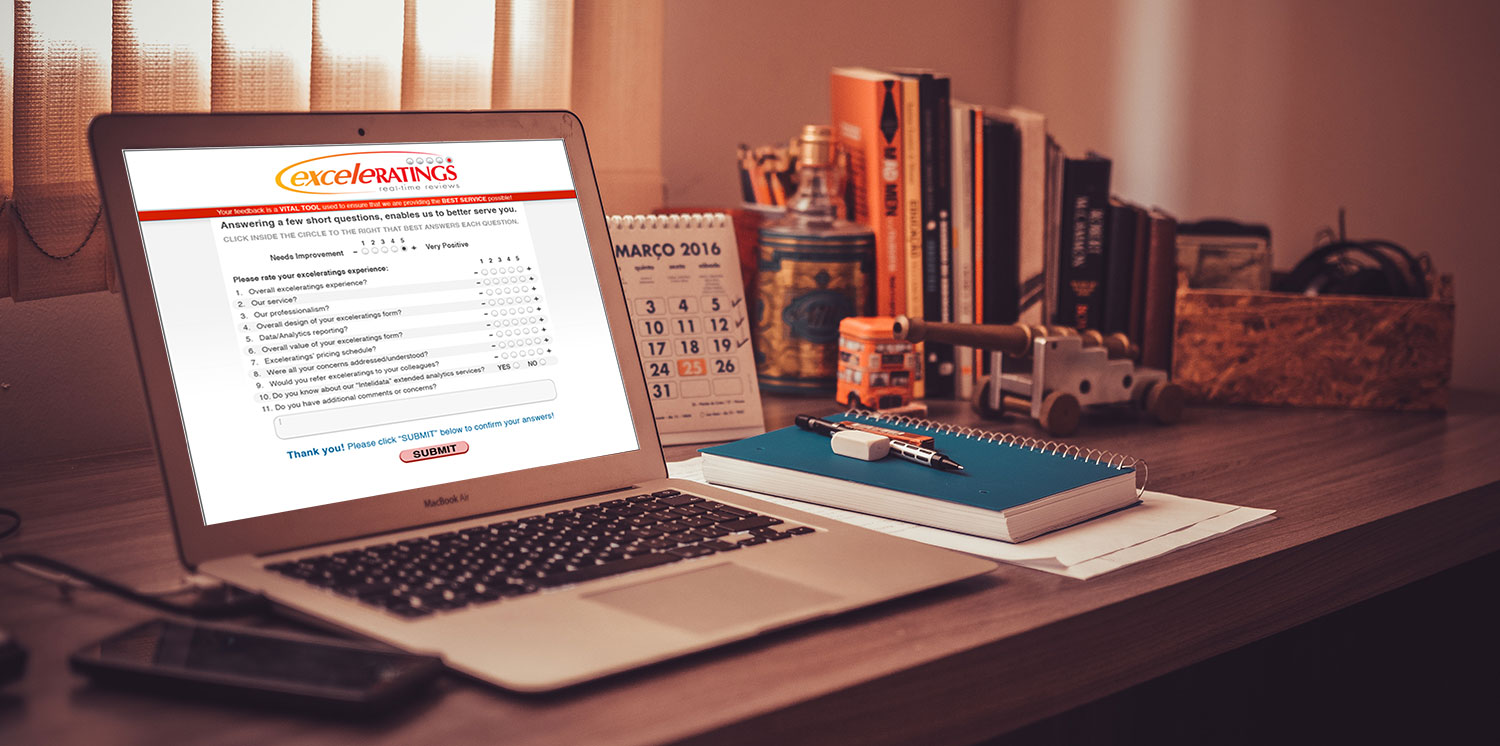 exceleRATINGS
real-time reviews
Your feedback is a VITAL TOOL used to ensure that we are providing the BEST SERVICE possible!
Answering a few short questions, enables us to better serve you.
CLICK INSIDE THE CIRCLE TO THE RIGHT THAT BEST ANSWERS EACH QUESTION.
1 2 3 4 5
Needs Improvement - + Very Positive
Please rate your exceleratings experience:
1 2 3 4 5
1. Overall exceleratings experience? - +
2. Our service? - +
3. Our professionalism? - +
4. Overall design of your exceleratings form? - +
5. Data/Analytics reporting? - +
6. Overall value of your exceleratings form? - +
7. Exceleratings' pricing schedule? - +
8. Were all your concerns addressed/understood? - +
9. Would you refer exceleratings to your colleagues?
10. Do you know about our "Intelidata" extended analytics services? YES NO
11. Do you have additional comments or concerns?
Thank you! Please click "SUBMIT" below to confirm your answers!
SUBMIT
MacBook Air
MARÇO 2016
quinta sexta sábado
3 4 5
10 11 12
17 18 19
24 25 26
31